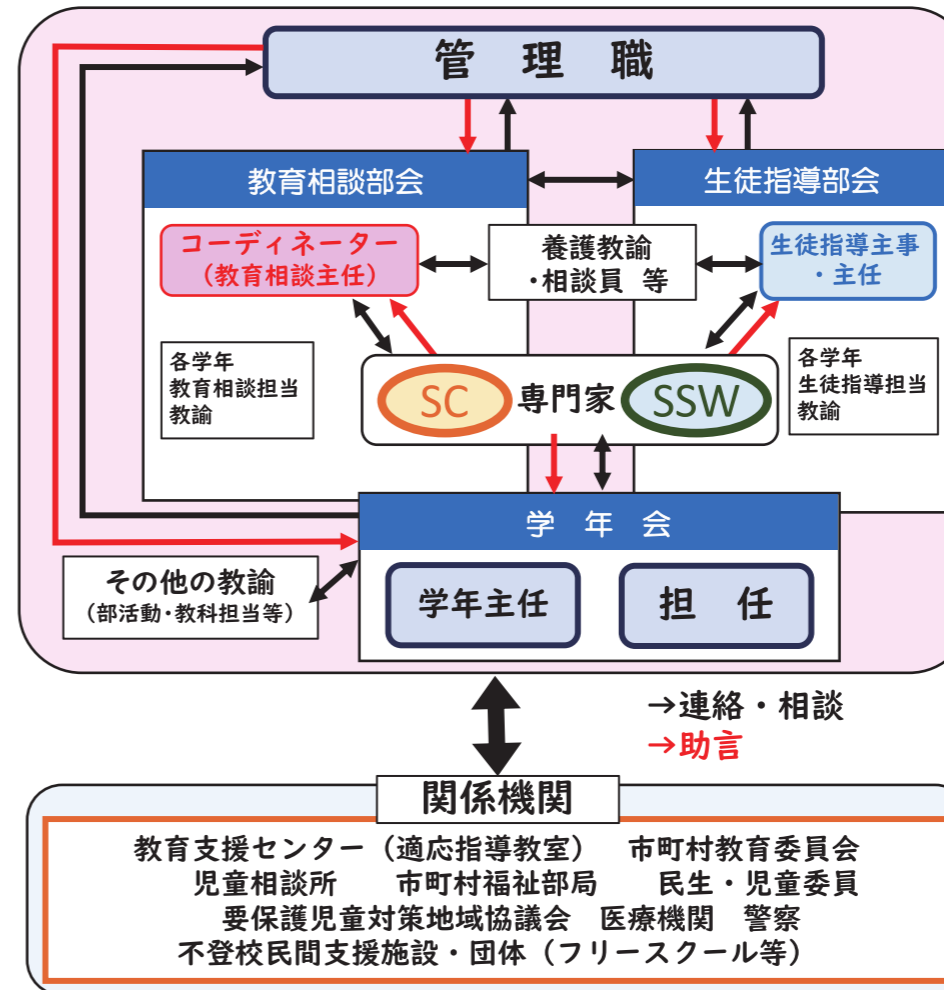 管理職
教育相談部会
生徒指導部会
コーディネーター
（教育相談主任）
養護教諭
・相談員 等
生徒指導主事
・主任
各学年
教育相談担当
教諭
SC 専門家 SSW
各学年
生徒指導担当
教諭
学年会
その他の教諭
（部活動・教科担当等）
学年主任
担任
→連絡・相談
→助言
関係機関
教育支援センター（適応指導教室） 市町村教育委員会
児童相談所 市町村福祉部局 民生・児童委員
要保護児童対策地域協議会 医療機関 警察
不登校民間支援施設・団体（フリースクール等）